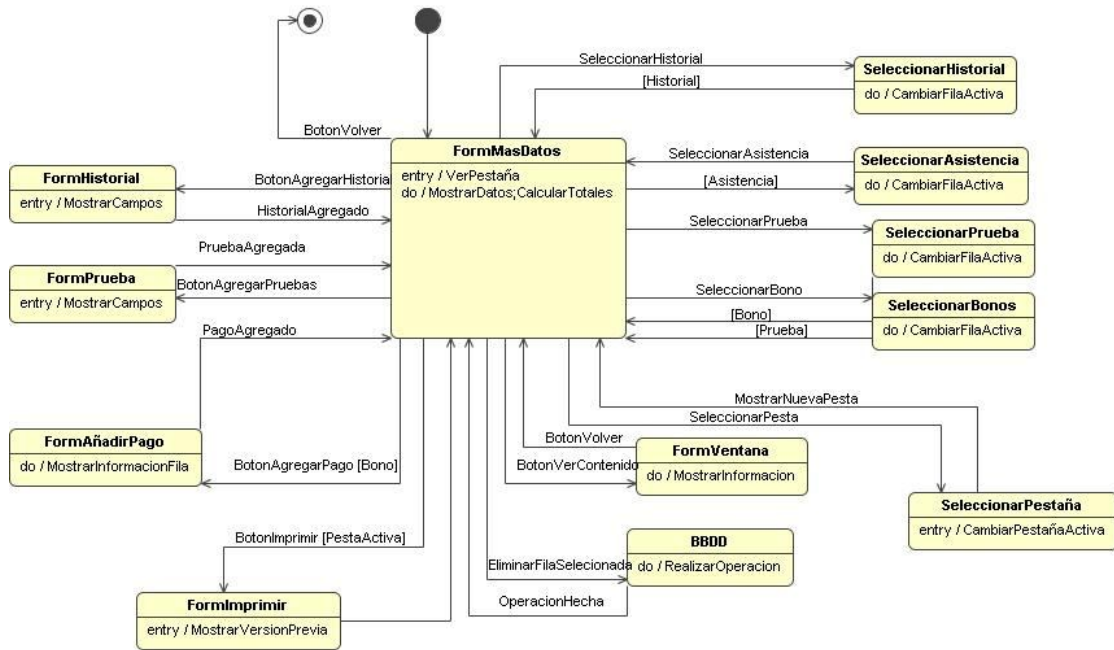 SeleccionarHistorial
SeleccionarHistorial
do / CambiarFilaActiva
[Historial]
BotonVolver
FormMasDatos
entry / VerPestaña
do / MostrarDatos;CalcularTotales
SeleccionarAsistencia
SeleccionarAsistencia
do / CambiarFilaActiva
[Asistencia]
FormHistorial
entry / MostrarCampos
BotonAgregarHistorial
HistorialAgregado
SeleccionarPrueba
SeleccionarPrueba
do / CambiarFilaActiva
PruebaAgregada
FormPrueba
entry / MostrarCampos
BotonAgregarPruebas
SeleccionarBono
SeleccionarBonos
do / CambiarFilaActiva
[Bono]
[Prueba]
PagoAgregado
MostrarNuevaPesta
SeleccionarPesta
FormAñadirPago
do / MostrarInformacionFila
BotonAgregarPago [Bono]
BotonVolver
BotonVerContenido
FormVentana
do / MostrarInformacion
SeleccionarPestaña
entry / CambiarPestañaActiva
BotonImprimir [PestaActiva]
BBDD
do / RealizarOperacion
EliminarFilaSeleccionada
OperacionHecha
FormImprimir
entry / MostrarVersionPrevia